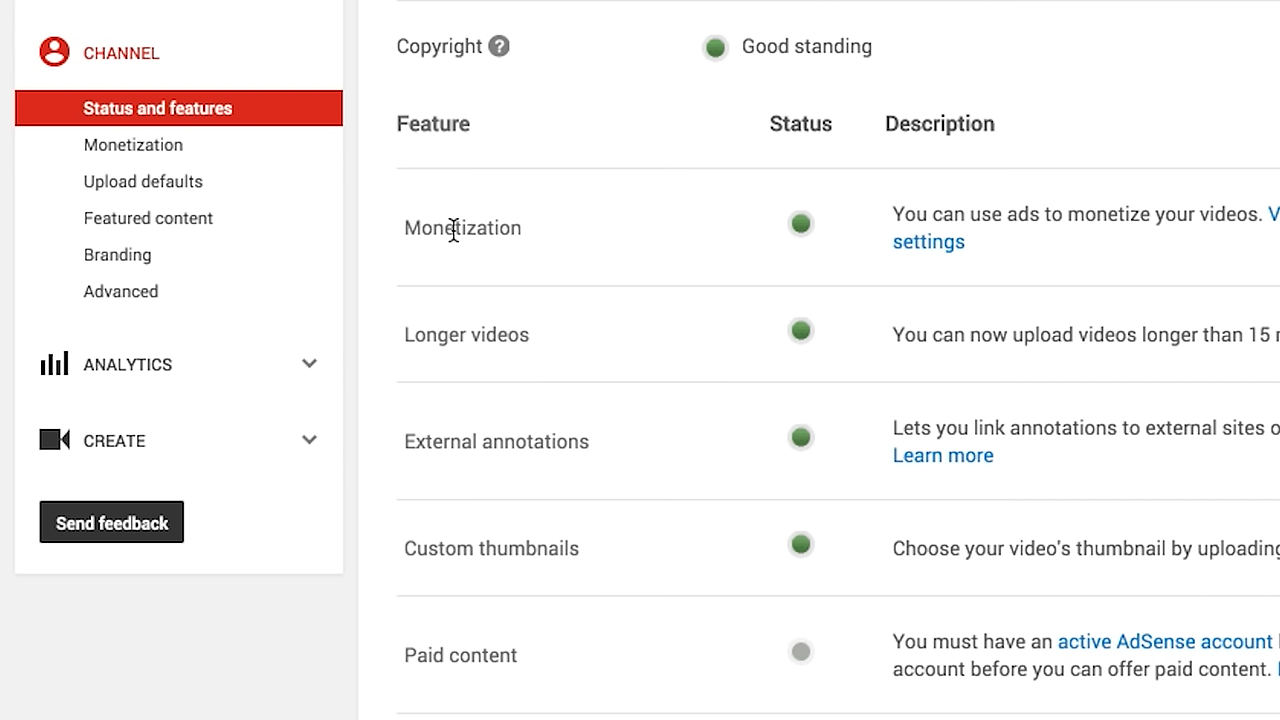 CHANNEL
Status and features
Monetization
Upload defaults
Featured content
Branding
Advanced
ANALYTICS
CREATE
Send feedback
Copyright ?
Good standing
Feature Status Description
Monetization
You can use ads to monetize your videos. V
settings
Longer videos
You can now upload videos longer than 15
External annotations
Lets you link annotations to external sites o
Learn more
Custom thumbnails
Choose your video's thumbnail by uploading
Paid content
You must have an active AdSense account
account before you can offer paid content.